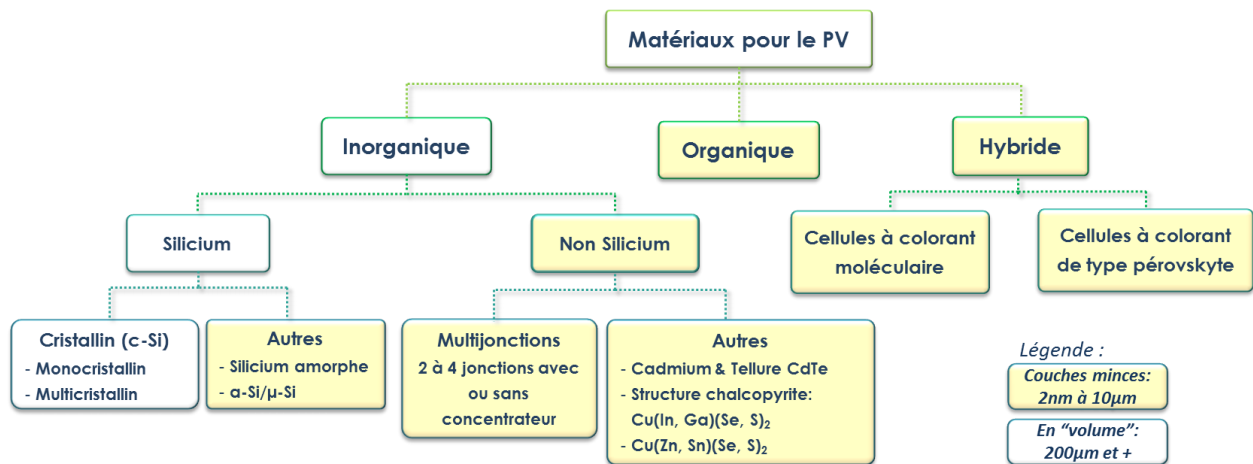 Matériaux pour le PV
Inorganique
Organique
Hybride
Silicium
Non Silicium
Cellules à colorant
moléculaire
Cellules à colorant
de type pérovskyte
Cristallin (c-Si)
- Monocristallin
- Multicristallin
Autres
- Silicium amorphe
- a-Si/µ-Si
Multijonctions
2 à 4 jonctions avec
ou sans
concentrateur
Autres
- Cadmium & Tellure CdTe
- Structure chalcopyrite:
Cu(In, Ga)(Se, S)₂
- Cu(Zn, Sn)(Se, S)₂
Légende :
Couches minces:
2nm à 10µm
En “volume”:
200µm et +